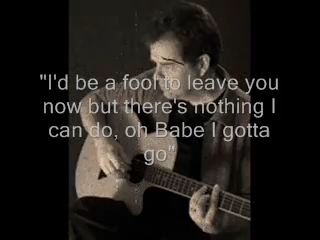 "I'd be a fool to leave you
now but there's nothing I
can do, oh Babe I gotta
go"